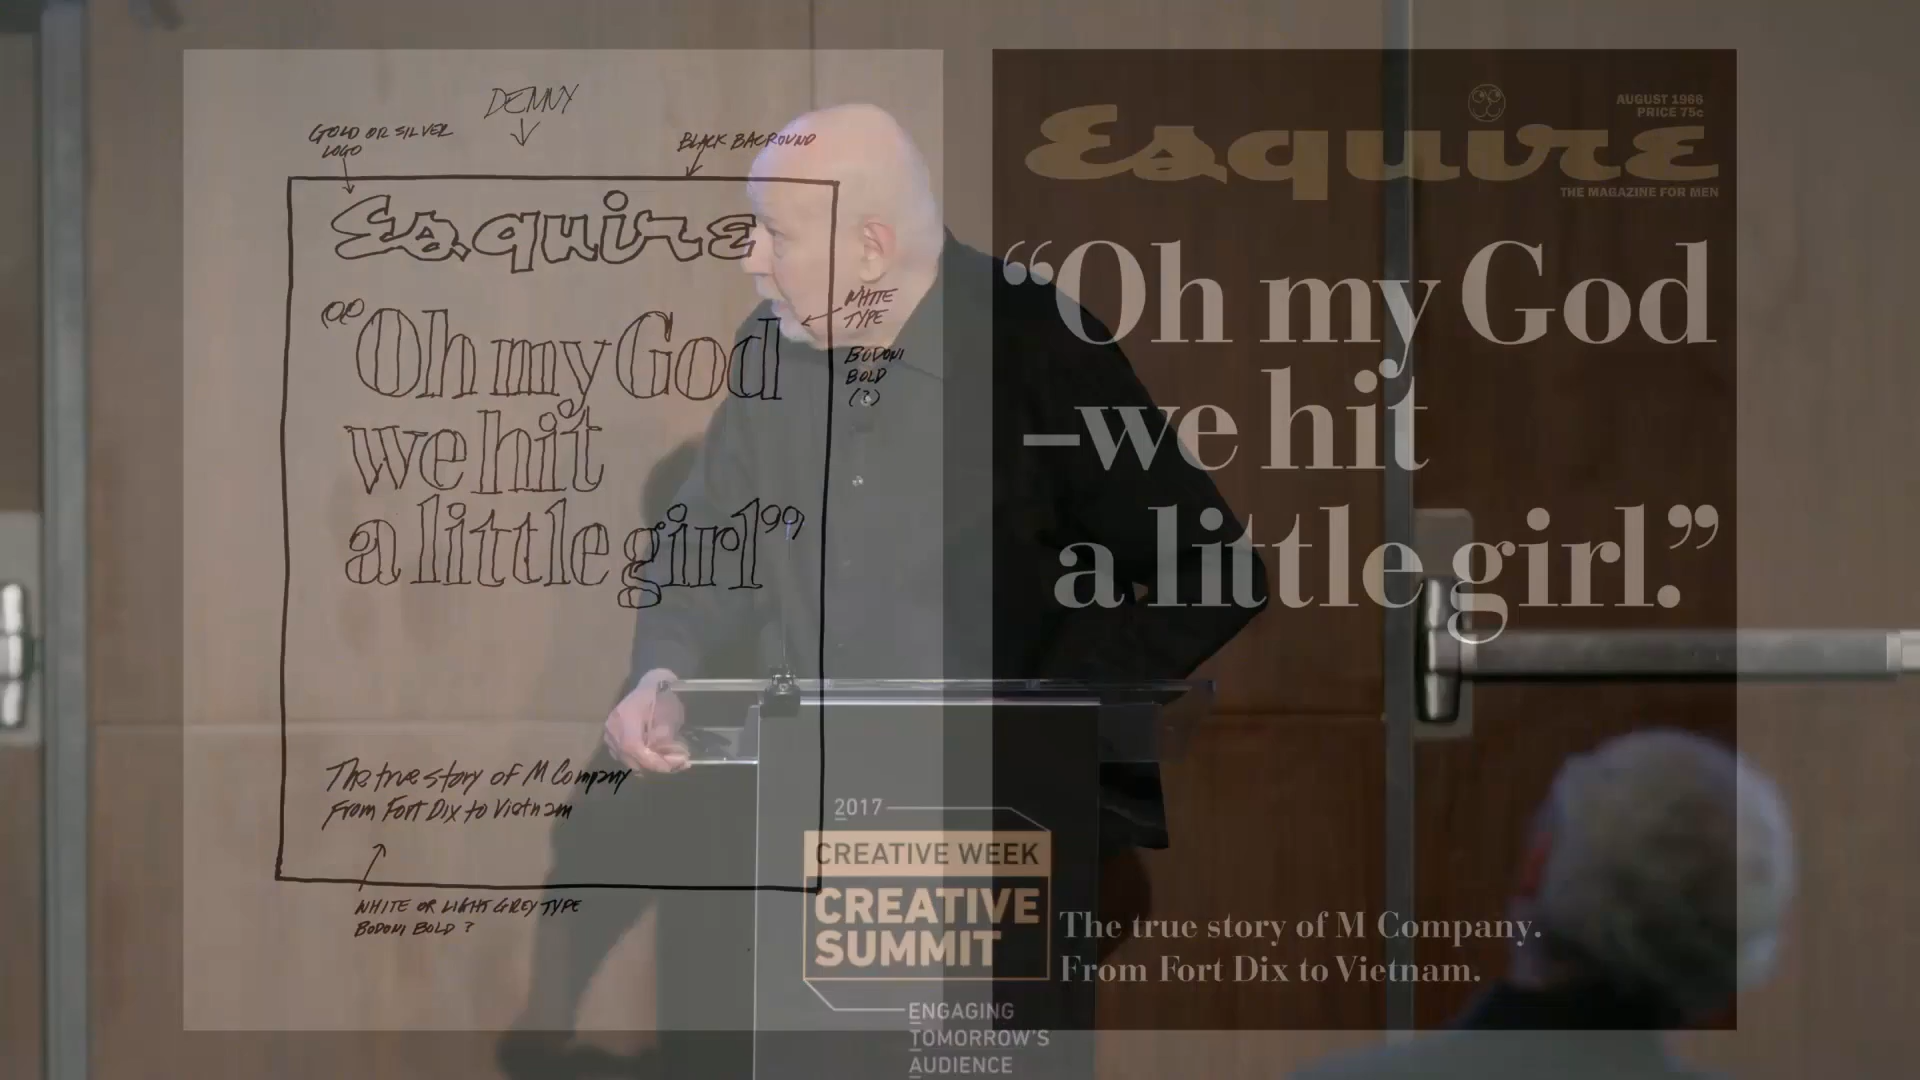 DENNY
GOLD OR SILVER
LOGO
BLACK BACROUND
Esquire
“Oh my God
we hit
a little girl”
WHITE
TYPE
BODONI
BOLD
(?)
The true story of M Company
From Fort Dix to Vietnam
WHITE OR LIGHT GREY TYPE
BODONI BOLD ?
AUGUST 1966
PRICE 75c
Esquire
THE MAGAZINE FOR MEN
“Oh my God
–we hit
a little girl.”
The true story of M Company.
From Fort Dix to Vietnam.
2017
CREATIVE WEEK
CREATIVE
SUMMIT
ENGAGING
TOMORROW'S
AUDIENCE